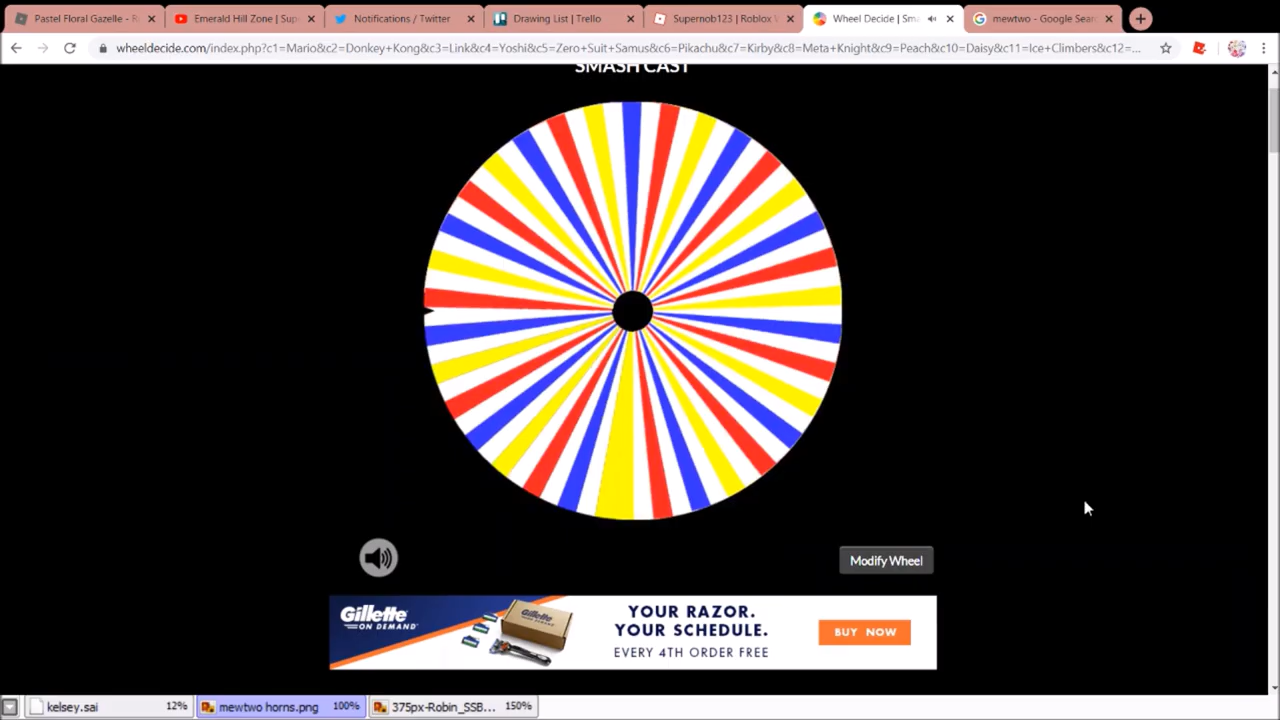 Pastel Floral Gazelle - R
Emerald Hill Zone | Sup
Notifications / Twitter
Drawing List | Trello
Supernob123 | Roblox W
Wheel Decide | Sma
mewtwo - Google Sear
wheeldecide.com/index.php?c1=Mario&c2=Donkey+Kong&c3=Link&c4=Yoshi&c5=Zero+Suit+Samus&c6=Pikachu&c7=Kirby&c8=Meta+Knight&c9=Peach&c10=Daisy&c11=Ice+Climbers&c12=...
SMASH CAST
Modify Wheel
Gillette
ON DEMAND
YOUR RAZOR.
YOUR SCHEDULE.
EVERY 4TH ORDER FREE
BUY NOW
kelsey.sai 12%
mewtwo horns.png 100%
375px-Robin_SSB... 150%